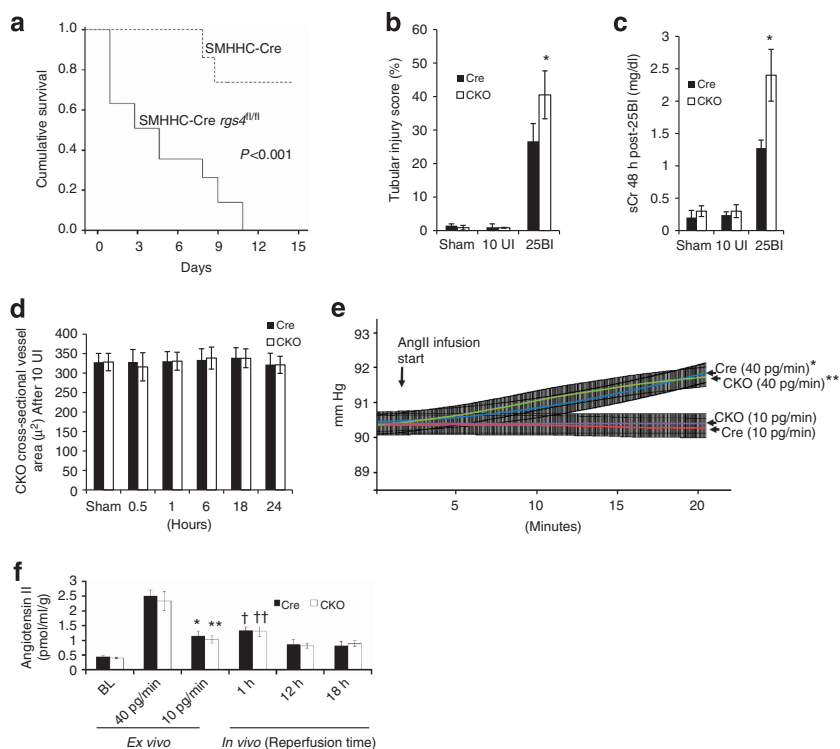 a
Cumulative survival
1.0
0.8
0.6
0.4
0.2
0.0
SMHHC-Cre
SMHHC-Cre rgs4fl/fl
P<0.001
0 3 6 9 12 15
Days
b
Tubular injury score (%)
60
50
40
30
20
10
0
Cre
CKO
*
Sham 10 UI 25BI
c
sCr 48 h post-25BI (mg/dl)
3
2.5
2
1.5
1
0.5
0
Cre
CKO
*
Sham 10 UI 25BI
d
CKO cross-sectional vessel
area (μ²) After 10 UI
400
350
300
250
200
150
100
50
0
Cre
CKO
Sham 0.5 1 6 18 24
(Hours)
e
mm Hg
93
92
91
90
89
AngII infusion
start
Cre (40 pg/min)*
CKO (40 pg/min)**
CKO (10 pg/min)
Cre (10 pg/min)
5 10 15 20
(Minutes)
f
Angiotensin II
(pmol/ml/g)
3
2.5
2
1.5
1
0.5
0
Cre CKO
* ** † ††
BL 40 pg/min 10 pg/min 1 h 12 h 18 h
Ex vivo In vivo (Reperfusion time)